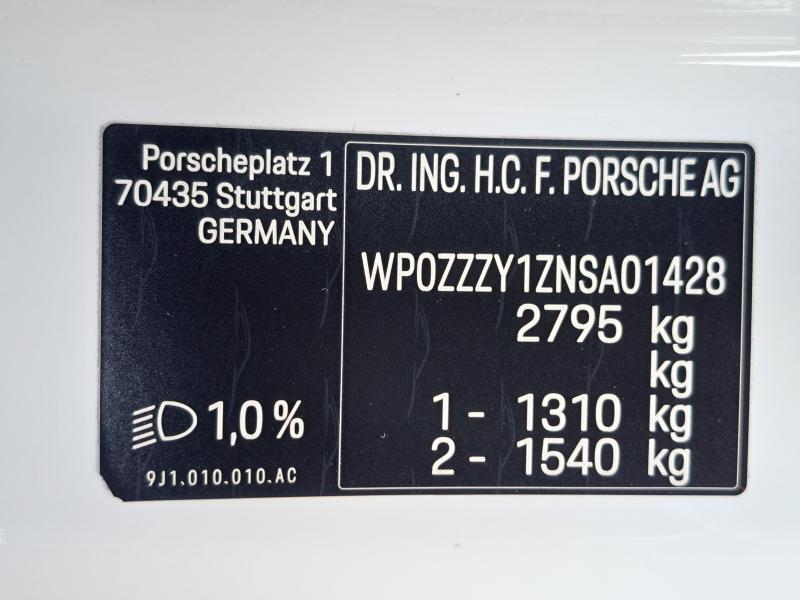 Porscheplatz 1
70435 Stuttgart
GERMANY
1,0 %
9J1.010.010.AC
DR. ING. H.C. F. PORSCHE AG
WP0ZZZY1ZNSA01428
2795 kg
kg
1 - 1310 kg
2 - 1540 kg